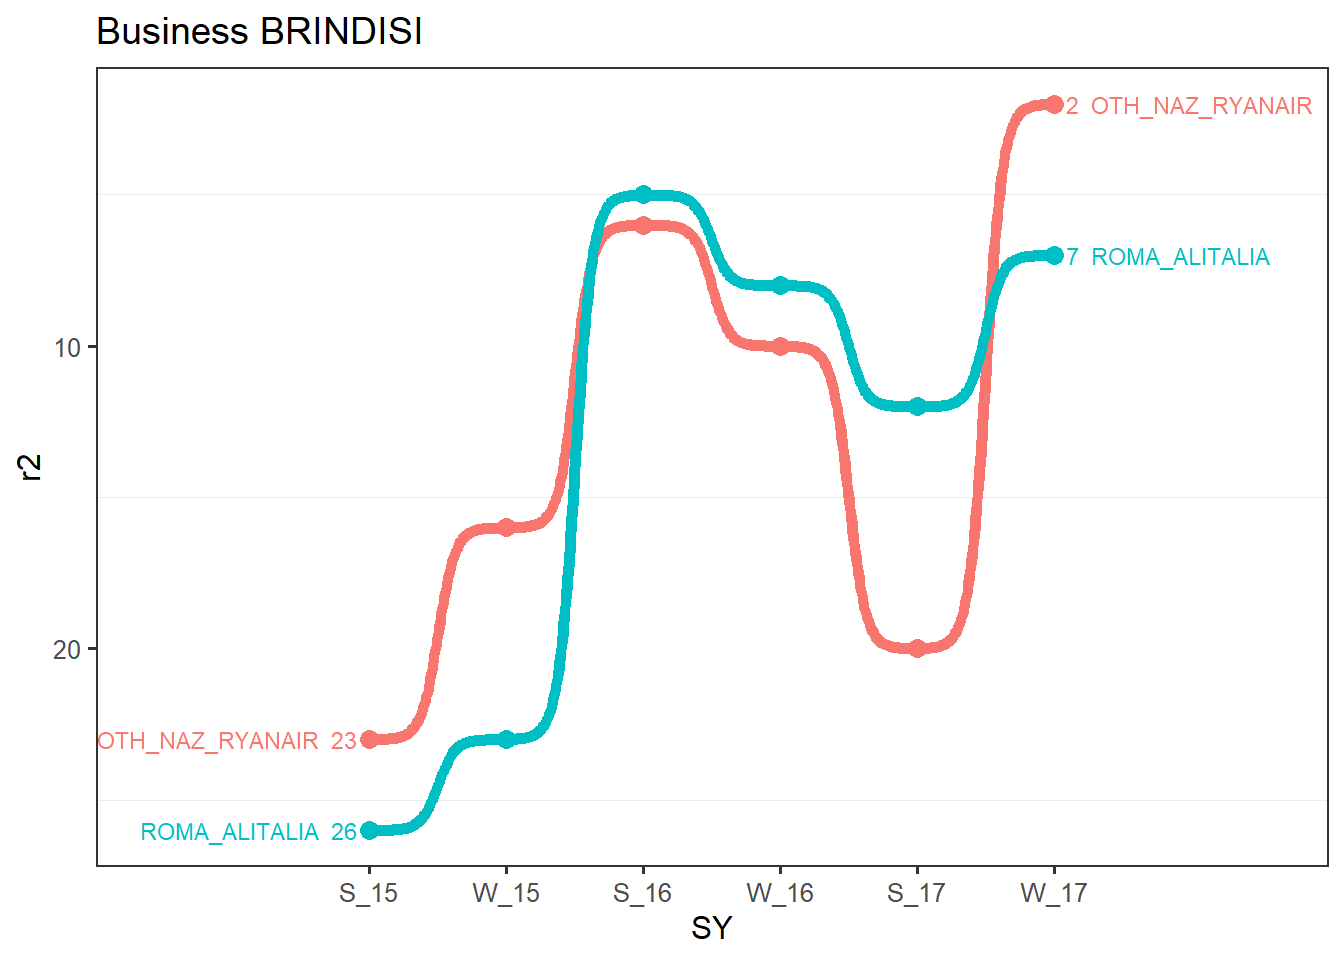 Business BRINDISI
2 OTH_NAZ_RYANAIR
7 ROMA_ALITALIA
10
r2
20
OTH_NAZ_RYANAIR 23
ROMA_ALITALIA 26
S_15 W_15 S_16 W_16 S_17 W_17
SY